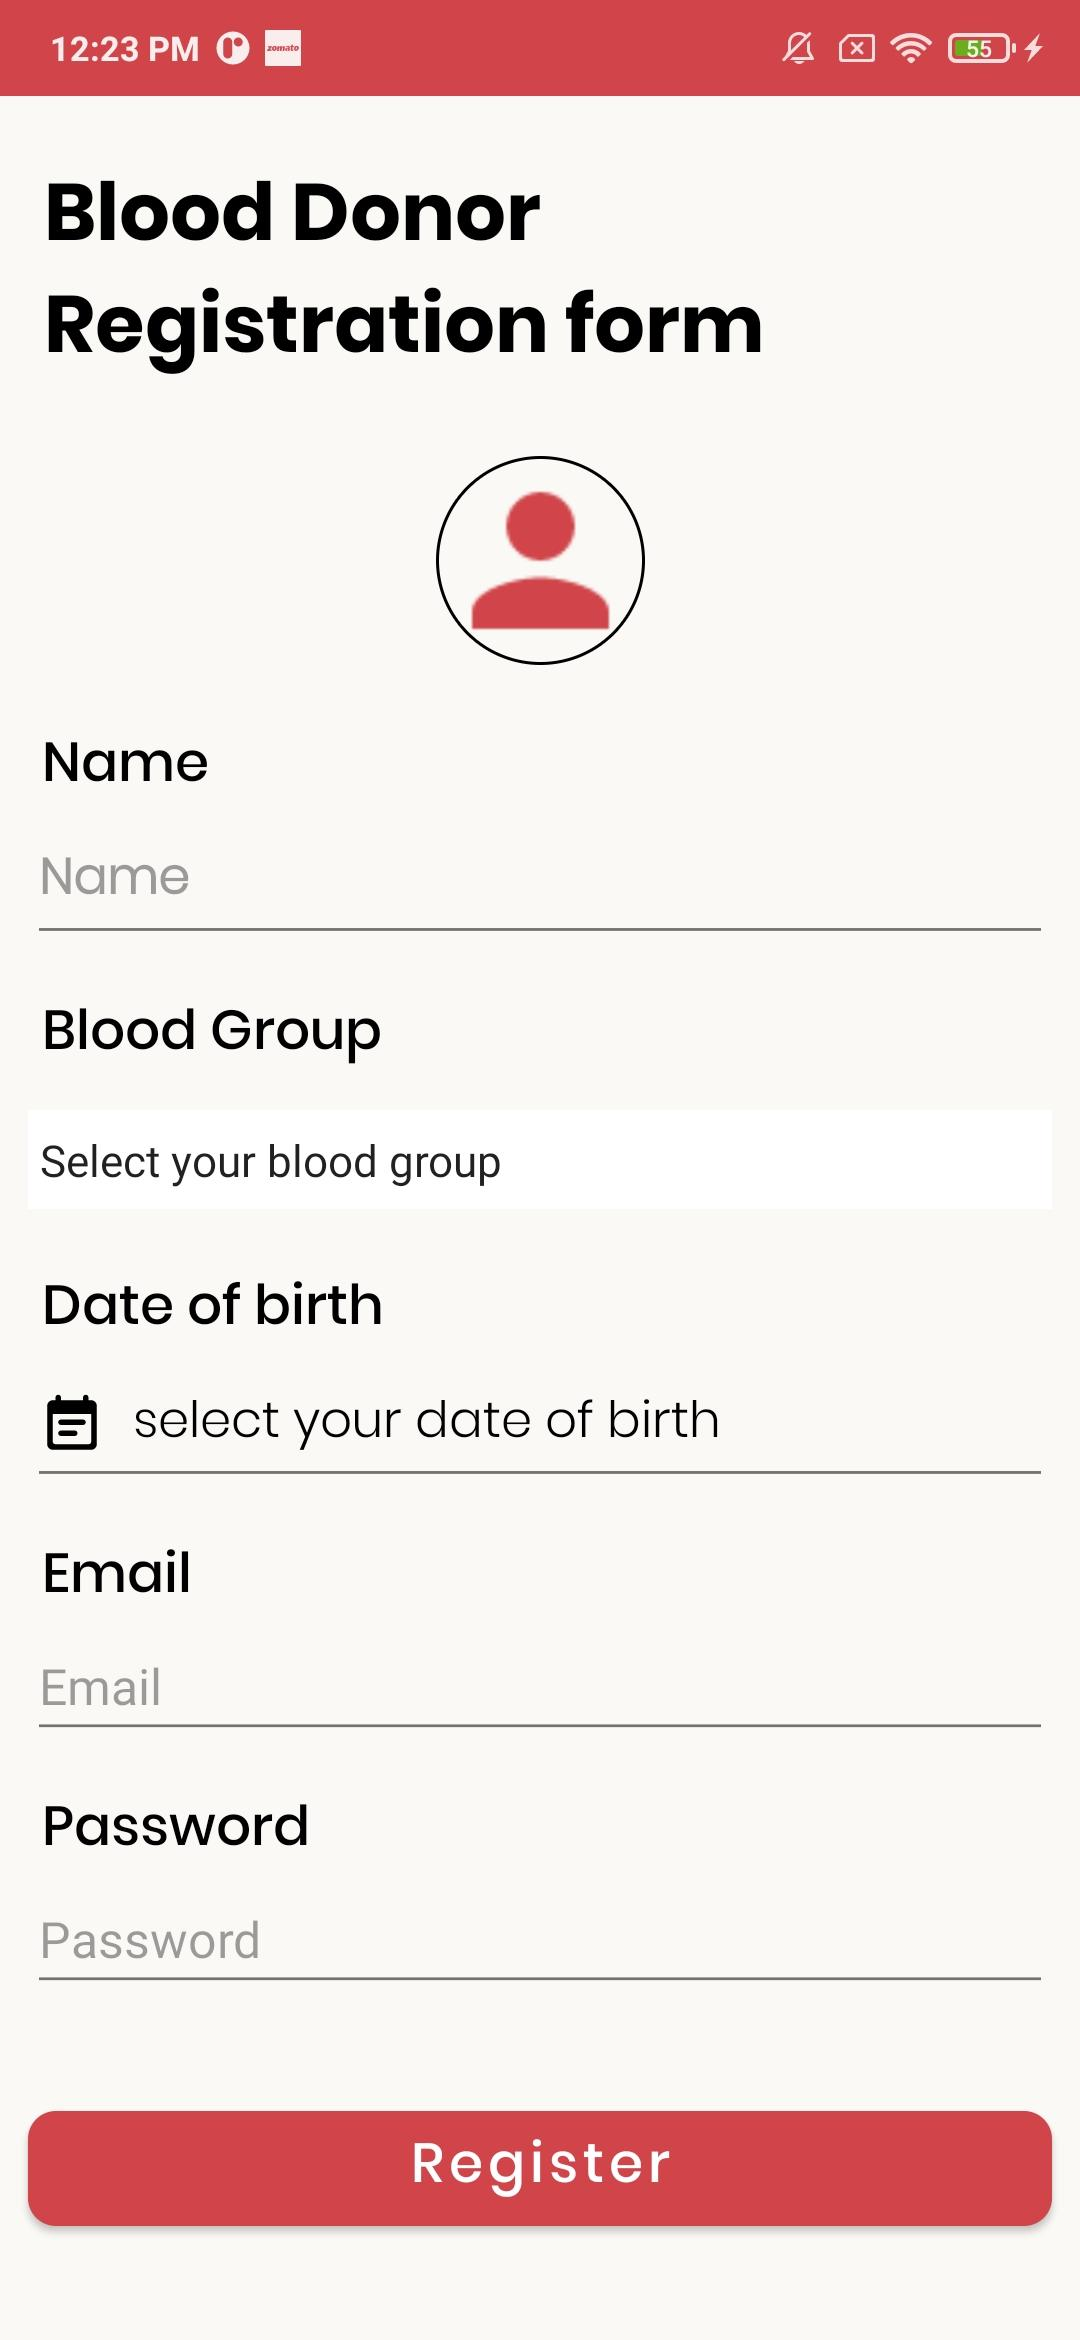 12:23 PM zomato 55
Blood Donor
Registration form
Name
Name
Blood Group
Select your blood group
Date of birth
select your date of birth
Email
Email
Password
Password
Register